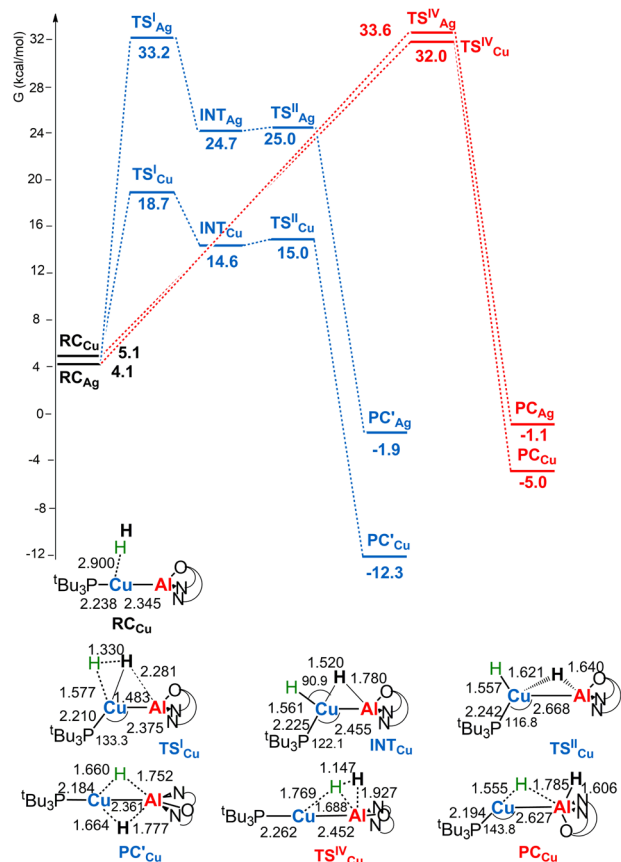 G (kcal/mol)
32
28
24
20
16
12
8
4
0
-4
-8
-12
TSᴵAg
33.2
INTAg
24.7
TSᴵᴵAg
25.0
TSᴵCu
18.7
INTCu
14.6
TSᴵᴵCu
15.0
33.6
TSᴵⱽAg
TSᴵⱽCu
32.0
RCCu
5.1
RCAg
4.1
PC'Ag
-1.9
PCAg
-1.1
PCCu
-5.0
PC'Cu
-12.3
H
H
2.900
O
ᵗBu₃P Cu Al N
N
2.238 2.345
RCCu
1.330
H H
2.281
1.577 1.483
O
Cu Al N
N
2.210
2.375
ᵗBu₃P 133.3
TSᴵCu
1.520
H 90.9 H 1.780
O
1.561 Cu Al N
N
2.225
2.455
ᵗBu₃P 122.1
INTCu
H 1.621 H 1.640
O
1.557 Cu Al N
N
2.242
2.668
ᵗBu₃P 116.8
TSᴵᴵCu
1.660 H 1.752
2.184
N
ᵗBu₃P Cu 2.361 Al O
N
1.664 H 1.777
PC'Cu
1.147
H H
1.769 1.927
1.688
N
ᵗBu₃P Cu Al O
N
2.262 2.452
TSᴵⱽCu
1.555 H 1.785 H
1.606
2.194 Cu Al N
N
2.627
O
ᵗBu₃P 143.8
PCCu